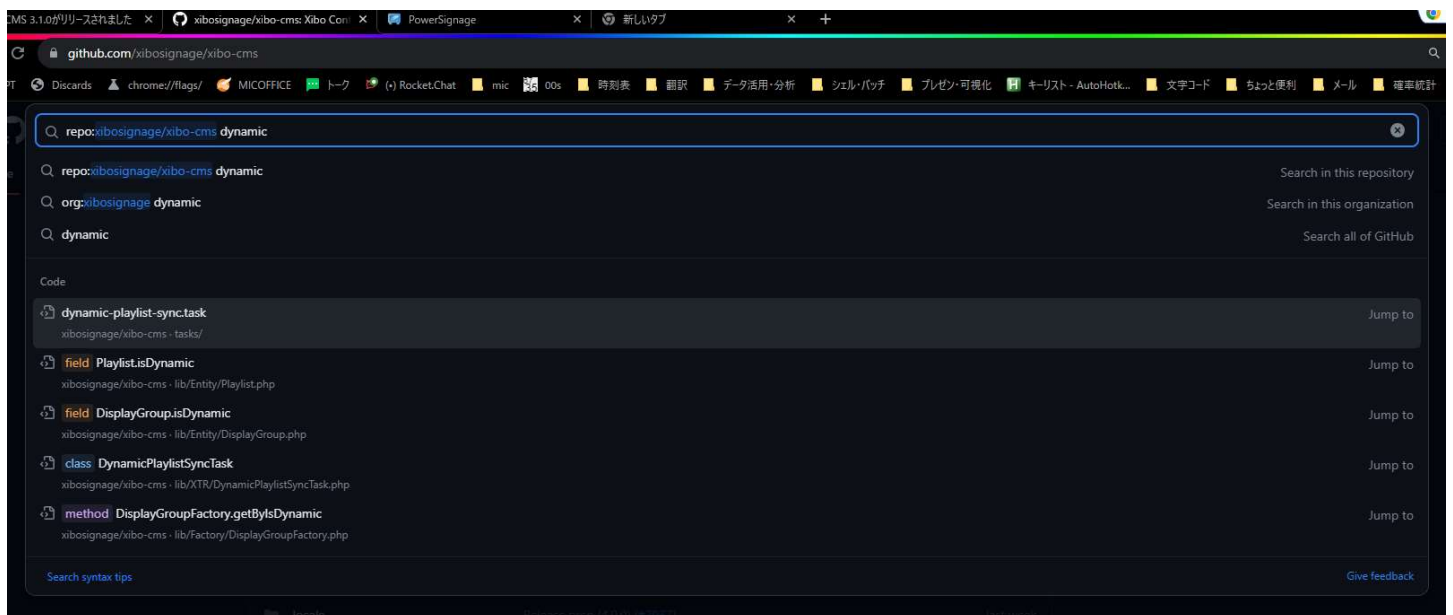 CMS 3.1.0がリリースされました
xibosignage/xibo-cms: Xibo Con
PowerSignage
新しいタブ
github.com/xibosignage/xibo-cms
PT Discards chrome://flags/ MICOFFICE トーク (•) Rocket.Chat mic 00s 時刻表 翻訳 データ活用・分析 シェル・バッチ プレゼン・可視化 キーリスト - AutoHotk... 文字コード ちょっと便利 メール 確率統計
repo:xibosignage/xibo-cms dynamic
repo:xibosignage/xibo-cms dynamic Search in this repository
org:xibosignage dynamic Search in this organization
dynamic Search all of GitHub
Code
dynamic-playlist-sync.task Jump to
xibosignage/xibo-cms · tasks/
field Playlist.isDynamic Jump to
xibosignage/xibo-cms · lib/Entity/Playlist.php
field DisplayGroup.isDynamic Jump to
xibosignage/xibo-cms · lib/Entity/DisplayGroup.php
class DynamicPlaylistSyncTask Jump to
xibosignage/xibo-cms · lib/XTR/DynamicPlaylistSyncTask.php
method DisplayGroupFactory.getByIsDynamic Jump to
xibosignage/xibo-cms · lib/Factory/DisplayGroupFactory.php
Search syntax tips Give feedback